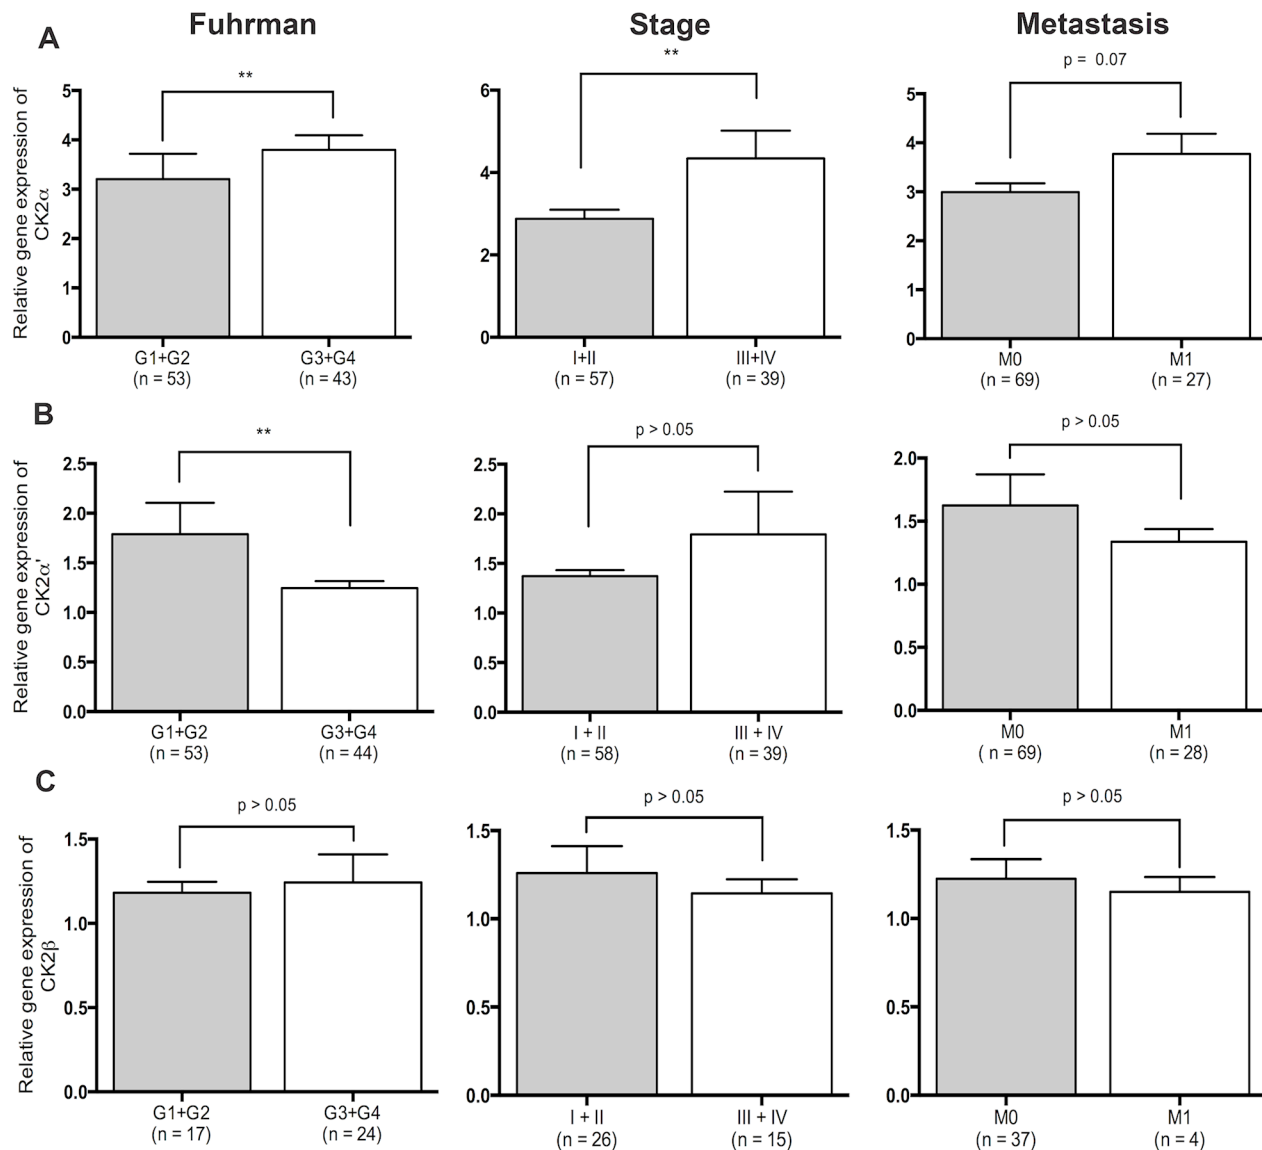 Fuhrman
Stage
Metastasis
A
Relative gene expression of
CK2α
**
5
4
3
2
1
0
G1+G2
(n = 53)
G3+G4
(n = 43)
**
6
4
2
0
I+II
(n = 57)
III+IV
(n = 39)
p = 0.07
5
4
3
2
1
0
M0
(n = 69)
M1
(n = 27)
B
Relative gene expression of
CK2α'
**
2.5
2.0
1.5
1.0
0.5
0.0
G1+G2
(n = 53)
G3+G4
(n = 44)
p > 0.05
2.5
2.0
1.5
1.0
0.5
0.0
I + II
(n = 58)
III + IV
(n = 39)
p > 0.05
2.0
1.5
1.0
0.5
0.0
M0
( n = 69)
M1
(n = 28)
C
Relative gene expression of
CK2β
p > 0.05
1.5
1.0
0.5
0.0
G1+G2
(n = 17)
G3+G4
(n = 24)
p > 0.05
1.5
1.0
0.5
0.0
I + II
(n = 26)
III + IV
(n = 15)
p > 0.05
1.5
1.0
0.5
0.0
M0
(n = 37)
M1
(n = 4)